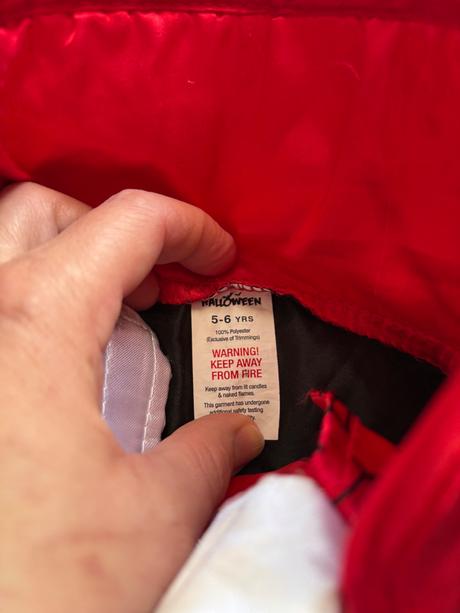 HALLOWEEN
5-6 YRS
100% Polyester
(Exclusive of Trimmings)
WARNING!
KEEP AWAY
FROM FIRE
Keep away from lit candles
& naked flames.
This garment has undergone
additional safety testing